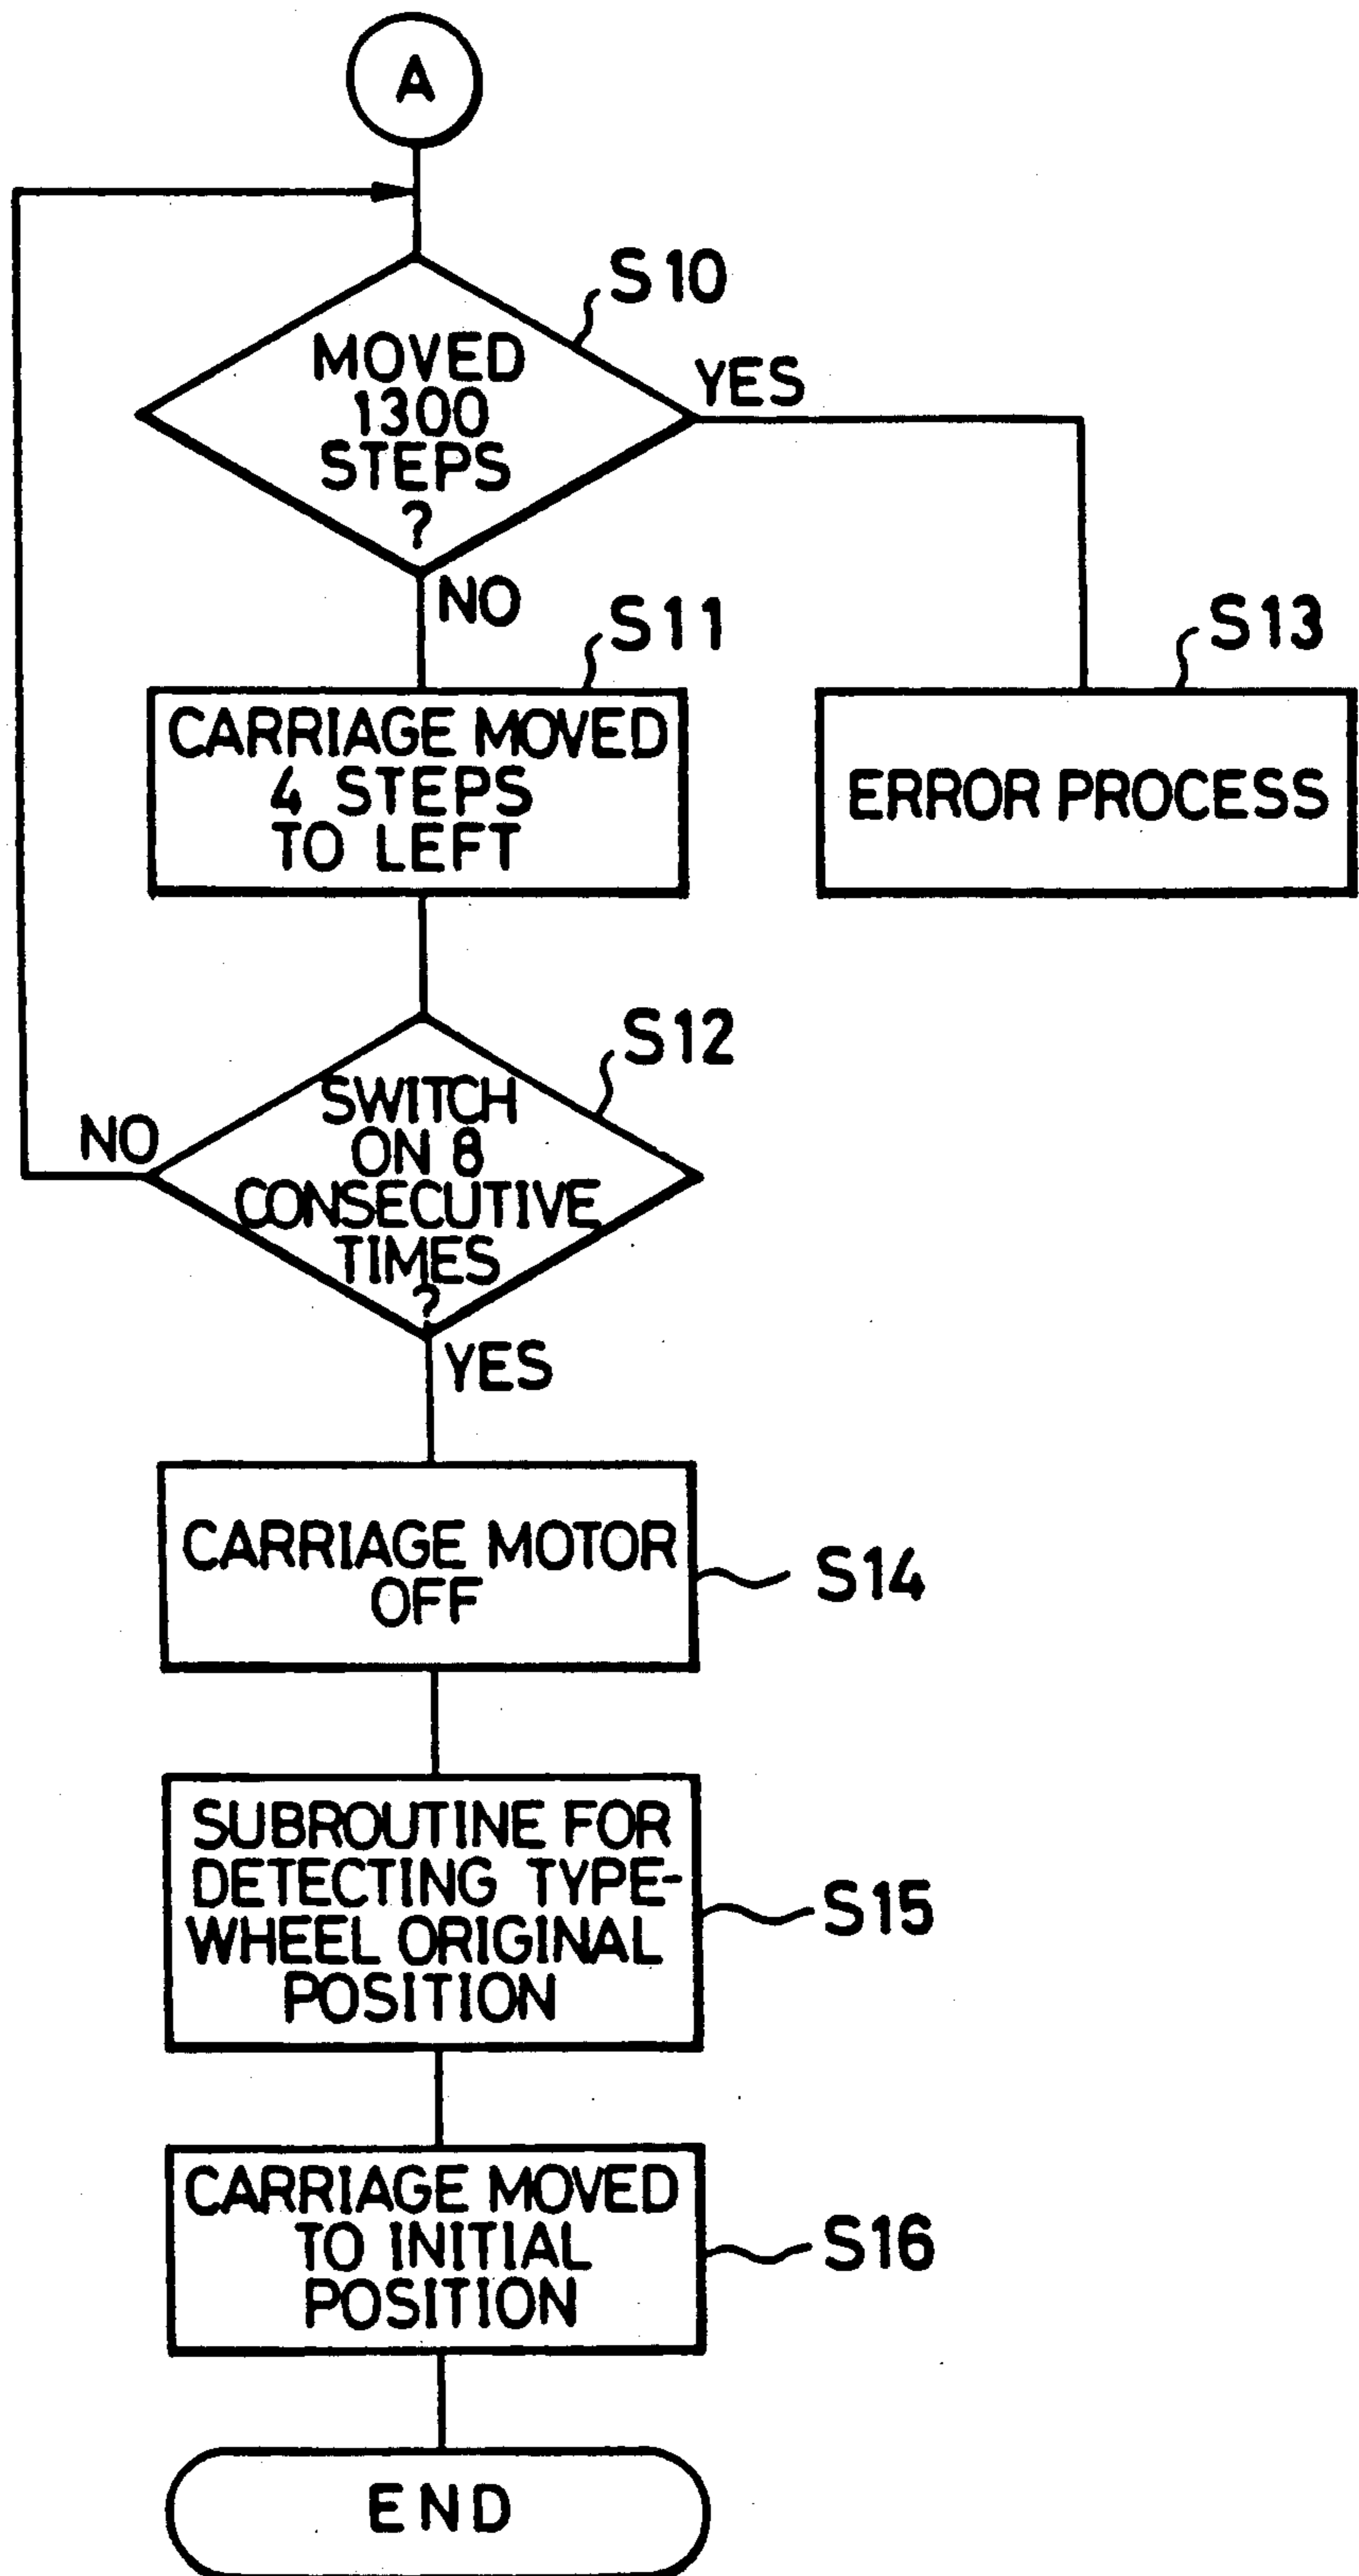 A
S10
MOVED
1300
STEPS
?
YES
NO
S11
CARRIAGE MOVED
4 STEPS
TO LEFT
S13
ERROR PROCESS
S12
SWITCH
ON 8
CONSECUTIVE
TIMES
?
NO
YES
CARRIAGE MOTOR
OFF
S14
SUBROUTINE FOR
DETECTING TYPE-
WHEEL ORIGINAL
POSITION
S15
CARRIAGE MOVED
TO INITIAL
POSITION
S16
END